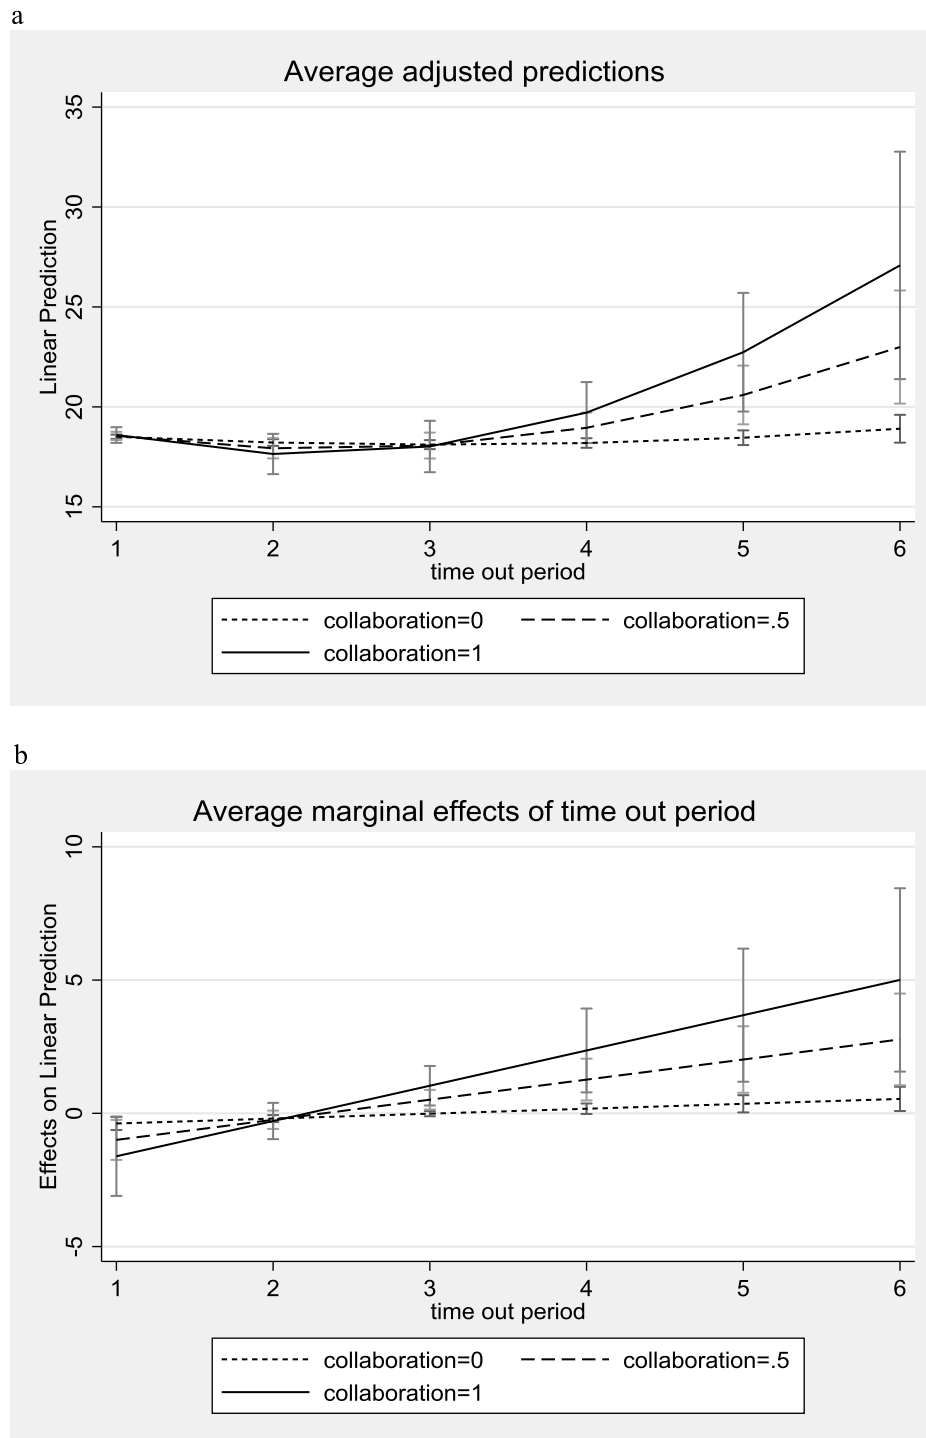 a
Average adjusted predictions
Linear Prediction
35
30
25
20
15
1 2 3 4 5 6
time out period
collaboration=0 collaboration=.5
collaboration=1
b
Average marginal effects of time out period
Effects on Linear Prediction
10
5
0
-5
1 2 3 4 5 6
time out period
collaboration=0 collaboration=.5
collaboration=1